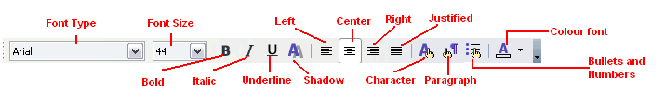 Font Type
Font Size
Left
Center
Right
Justified
Colour font
Arial
44
B I U A A
A
Bold
Italic
Underline
Shadow
Character
Paragraph
Bullets and
Numbers